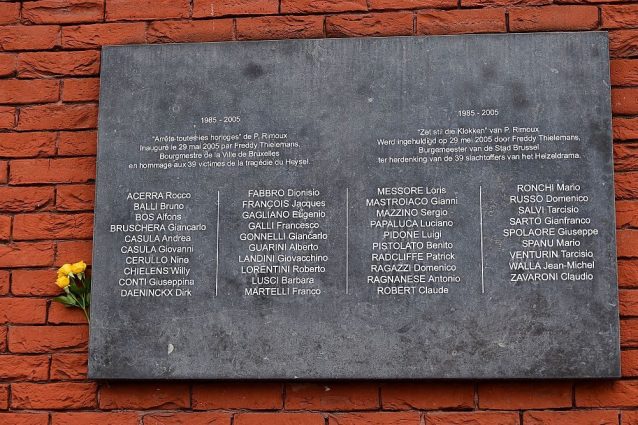 1985 - 2005
"Arrête toutes les horloges" de P. Rimoux
Inauguré le 29 mai 2005 par Freddy Thielemans,
Bourgmestre de la Ville de Bruxelles
en hommage aux 39 victimes de la tragédie du Heysel.
1985 - 2005
"Zet stil die Klokken" van P. Rimoux
Werd ingehuldigd op 29 mei 2005 door Freddy Thielemans,
Burgemeester van de Stad Brussel
ter herdenking van de 39 slachtoffers van het Heizeldrama.
ACERRA Rocco
BALLI Bruno
BOS Alfons
BRUSCHERA Giancarlo
CASULA Andrea
CASULA Giovanni
CERULLO Nino
CHIELENS Willy
CONTI Giuseppina
DAENINCKX Dirk
FABBRO Dionisio
FRANÇOIS Jacques
GAGLIANO Eugenio
GALLI Francesco
GONNELLI Giancarlo
GUARINI Alberto
LANDINI Giovacchino
LORENTINI Roberto
LUSCI Barbara
MARTELLI Franco
MESSORE Loris
MASTROIACO Gianni
MAZZINO Sergio
PAPALUCA Luciano
PIDONE Luigi
PISTOLATO Benito
RADCLIFFE Patrick
RAGAZZI Domenico
RAGNANESE Antonio
ROBERT Claude
RONCHI Mario
RUSSO Domenico
SALVI Tarcisio
SARTO Gianfranco
SPOLAORE Giuseppe
SPANU Mario
VENTURIN Tarcisio
WALLA Jean-Michel
ZAVARONI Claudio